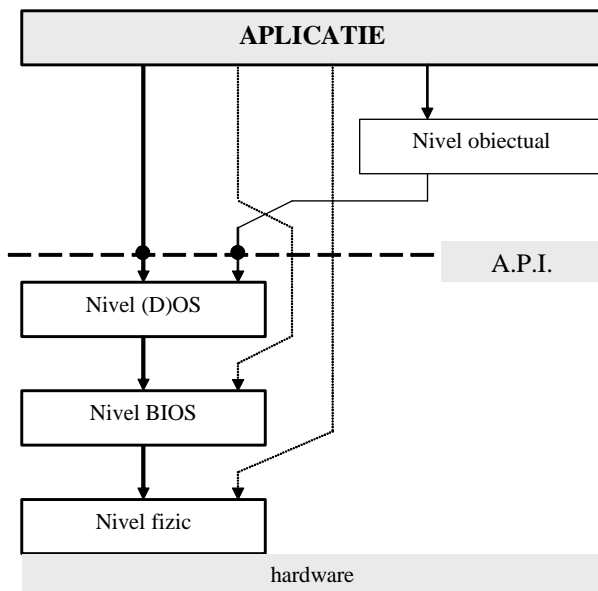 APLICATIE
Nivel obiectual
A.P.I.
Nivel (D)OS
Nivel BIOS
Nivel fizic
hardware